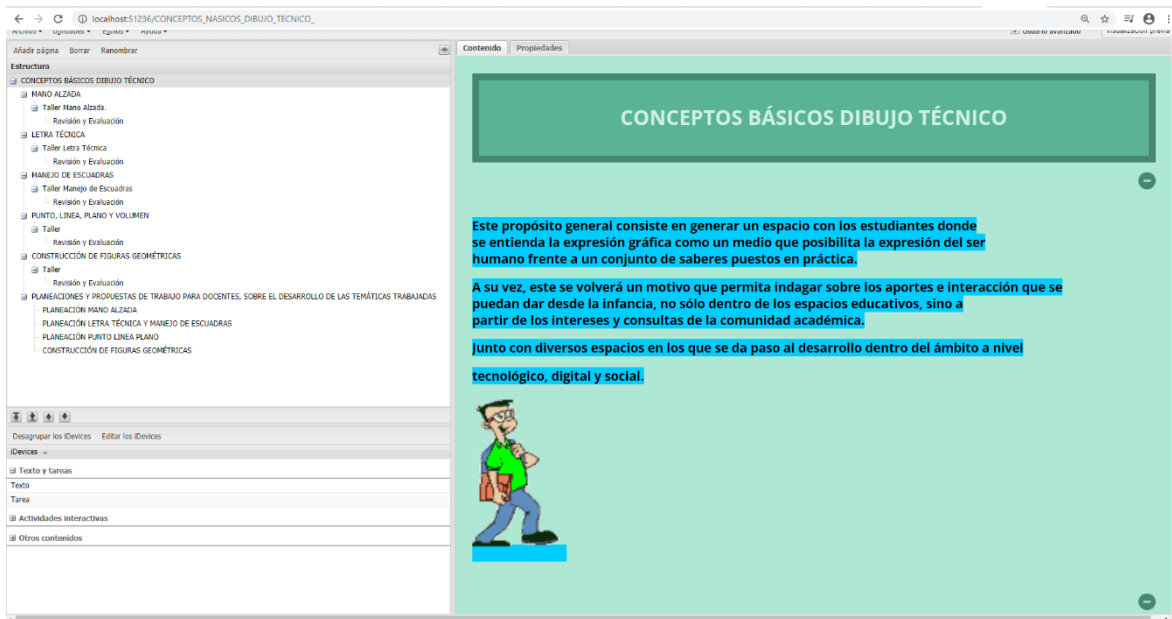 localhost:51236/CONCEPTOS_NASICOS_DIBUJO_TECNICO_
Archivo Utilidades Estilos Ayuda
Usuario avanzado Visualización previa
Añadir página Borrar Renombrar
Estructura
CONCEPTOS BÁSICOS DIBUJO TÉCNICO
MANO ALZADA
Taller Mano Alzada.
Revisión y Evaluación
LETRA TÉCNICA
Taller Letra Técnica
Revisión y Evaluación
MANEJO DE ESCUADRAS
Taller Manejo de Escuadras
Revisión y Evaluación
PUNTO, LINEA, PLANO Y VOLUMEN
Taller
Revisión y Evaluación
CONSTRUCCIÓN DE FIGURAS GEOMÉTRICAS
Taller
Revisión y Evaluación
PLANEACIONES Y PROPUESTAS DE TRABAJO PARA DOCENTES, SOBRE EL DESARROLLO DE LAS TEMÁTICAS TRABAJADAS
PLANEACIÓN MANO ALZADA
PLANEACIÓN LETRA TÉCNICA Y MANEJO DE ESCUADRAS
PLANEACIÓN PUNTO LINEA PLANO
CONSTRUCCIÓN DE FIGURAS GEOMÉTRICAS
Desagrupar los iDevices Editar los iDevices
iDevices
Texto y tareas
Texto
Tarea
Actividades interactivas
Otros contenidos
Contenido Propiedades
CONCEPTOS BÁSICOS DIBUJO TÉCNICO
Este propósito general consiste en generar un espacio con los estudiantes donde
se entienda la expresión gráfica como un medio que posibilita la expresión del ser
humano frente a un conjunto de saberes puestos en práctica.
A su vez, este se volverá un motivo que permita indagar sobre los aportes e interacción que se
puedan dar desde la infancia, no sólo dentro de los espacios educativos, sino a
partir de los intereses y consultas de la comunidad académica.
Junto con diversos espacios en los que se da paso al desarrollo dentro del ámbito a nivel
tecnológico, digital y social.